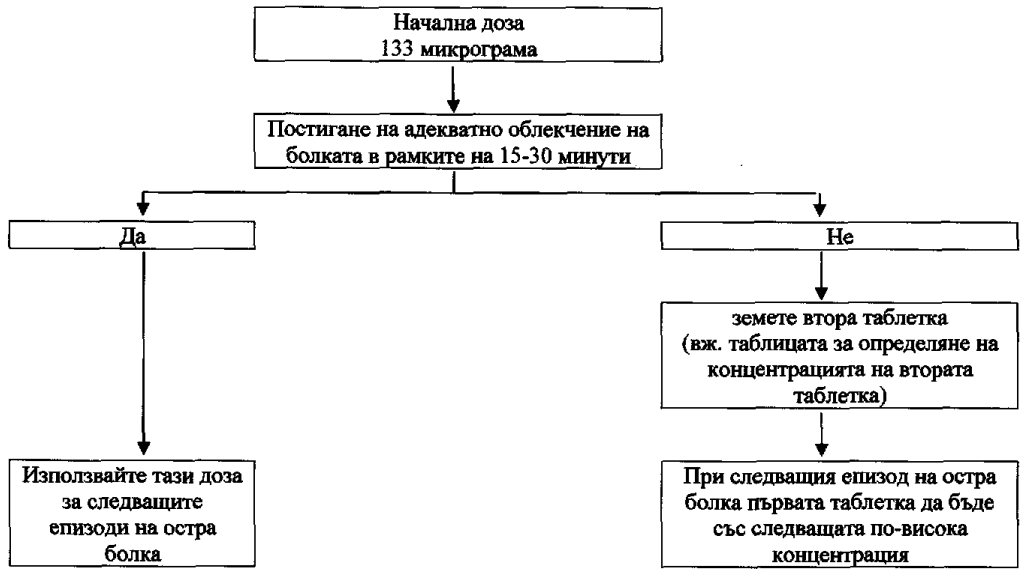 Начална доза
133 микрограма
Постигане на адекватно облекчение на
болката в рамките на 15-30 минути
Да
Не
земете втора таблетка
(вж. таблицата за определяне на
концентрацията на втората
таблетка)
Използвайте тази доза
за следващите
епизоди на остра
болка
При следващия епизод на остра
болка първата таблетка да бъде
със следващата по-висока
концентрация